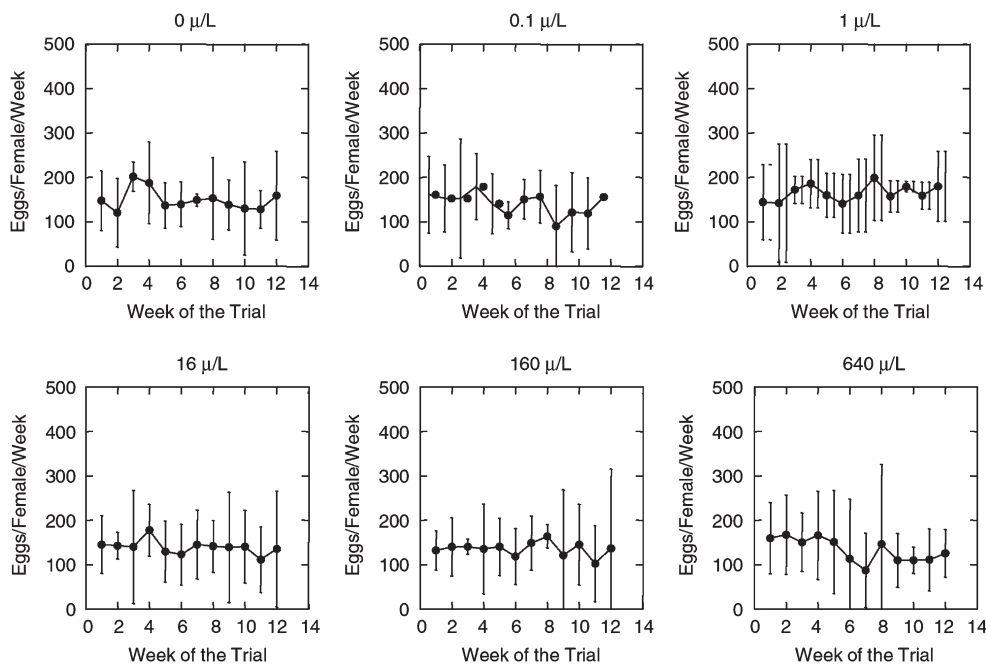 0 μ/L
0.1 μ/L
1 μ/L
Eggs/Female/Week
500
400
300
200
100
0
0 2 4 6 8 10 12 14
Week of the Trial
Eggs/Female/Week
500
400
300
200
100
0
0 2 4 6 8 10 12 14
Week of the Trial
Eggs/Female/Week
500
400
300
200
100
0
0 2 4 6 8 10 12 14
Week of the Trial
16 μ/L
160 μ/L
640 μ/L
Eggs/Female/Week
500
400
300
200
100
0
0 2 4 6 8 10 12 14
Week of the Trial
Eggs/Female/Week
500
400
300
200
100
0
0 2 4 6 8 10 12 14
Week of the Trial
Eggs/Female/Week
500
400
300
200
100
0
0 2 4 6 8 10 12 14
Week of the Trial